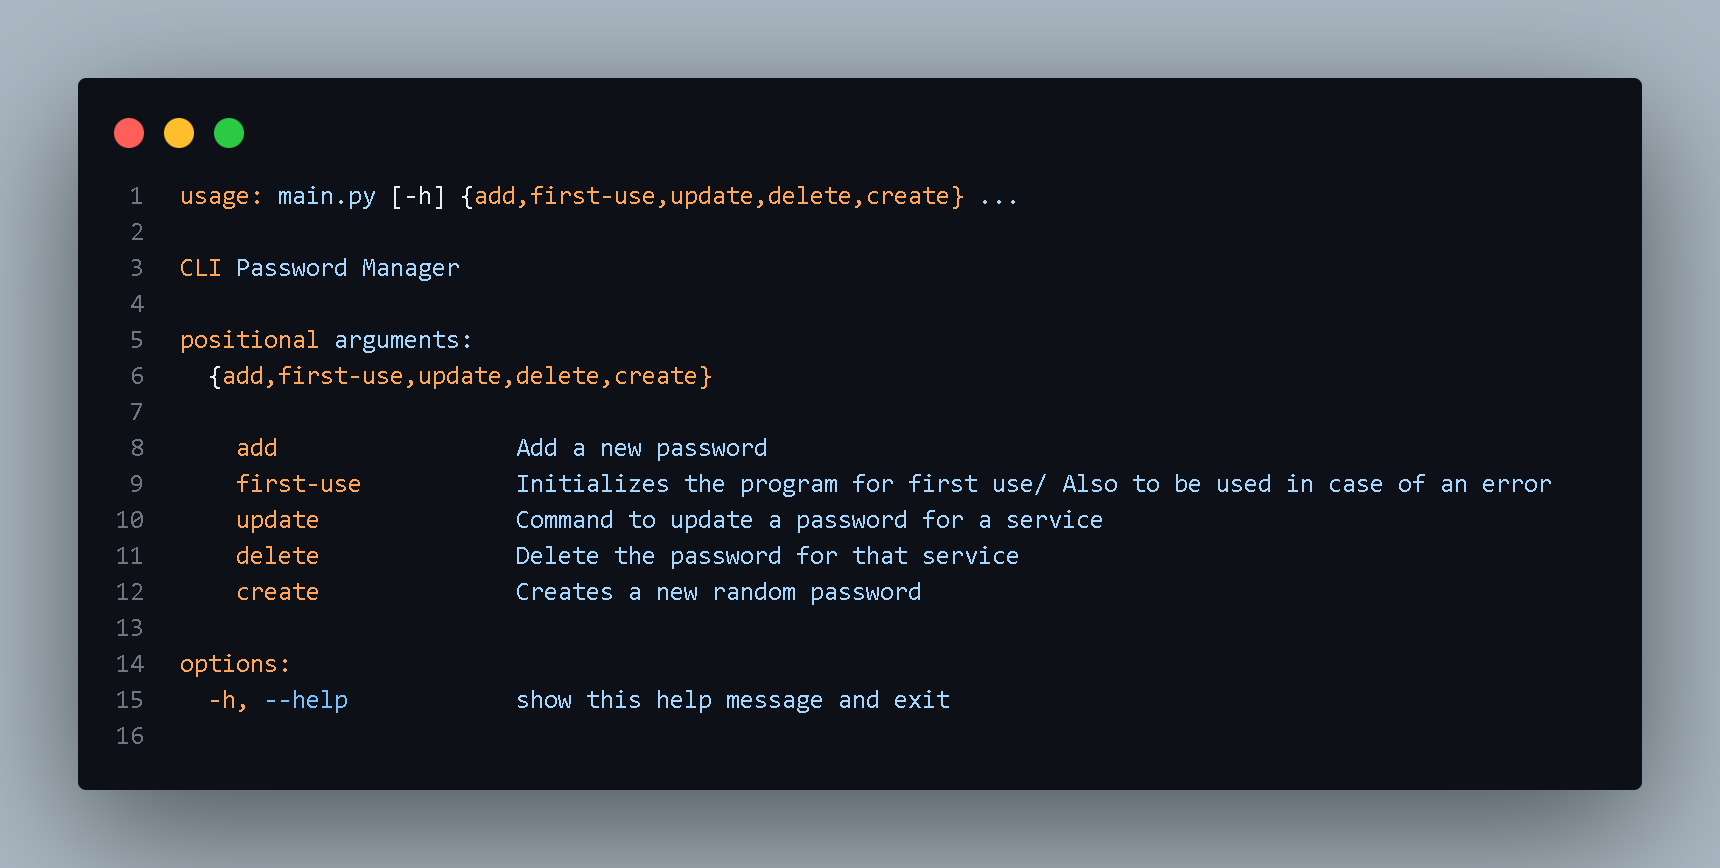 1 usage: main.py [-h] {add,first-use,update,delete,create} ...
2
3 CLI Password Manager
4
5 positional arguments:
6 {add,first-use,update,delete,create}
7
8 add Add a new password
9 first-use Initializes the program for first use/ Also to be used in case of an error
10 update Command to update a password for a service
11 delete Delete the password for that service
12 create Creates a new random password
13
14 options:
15 -h, --help show this help message and exit
16